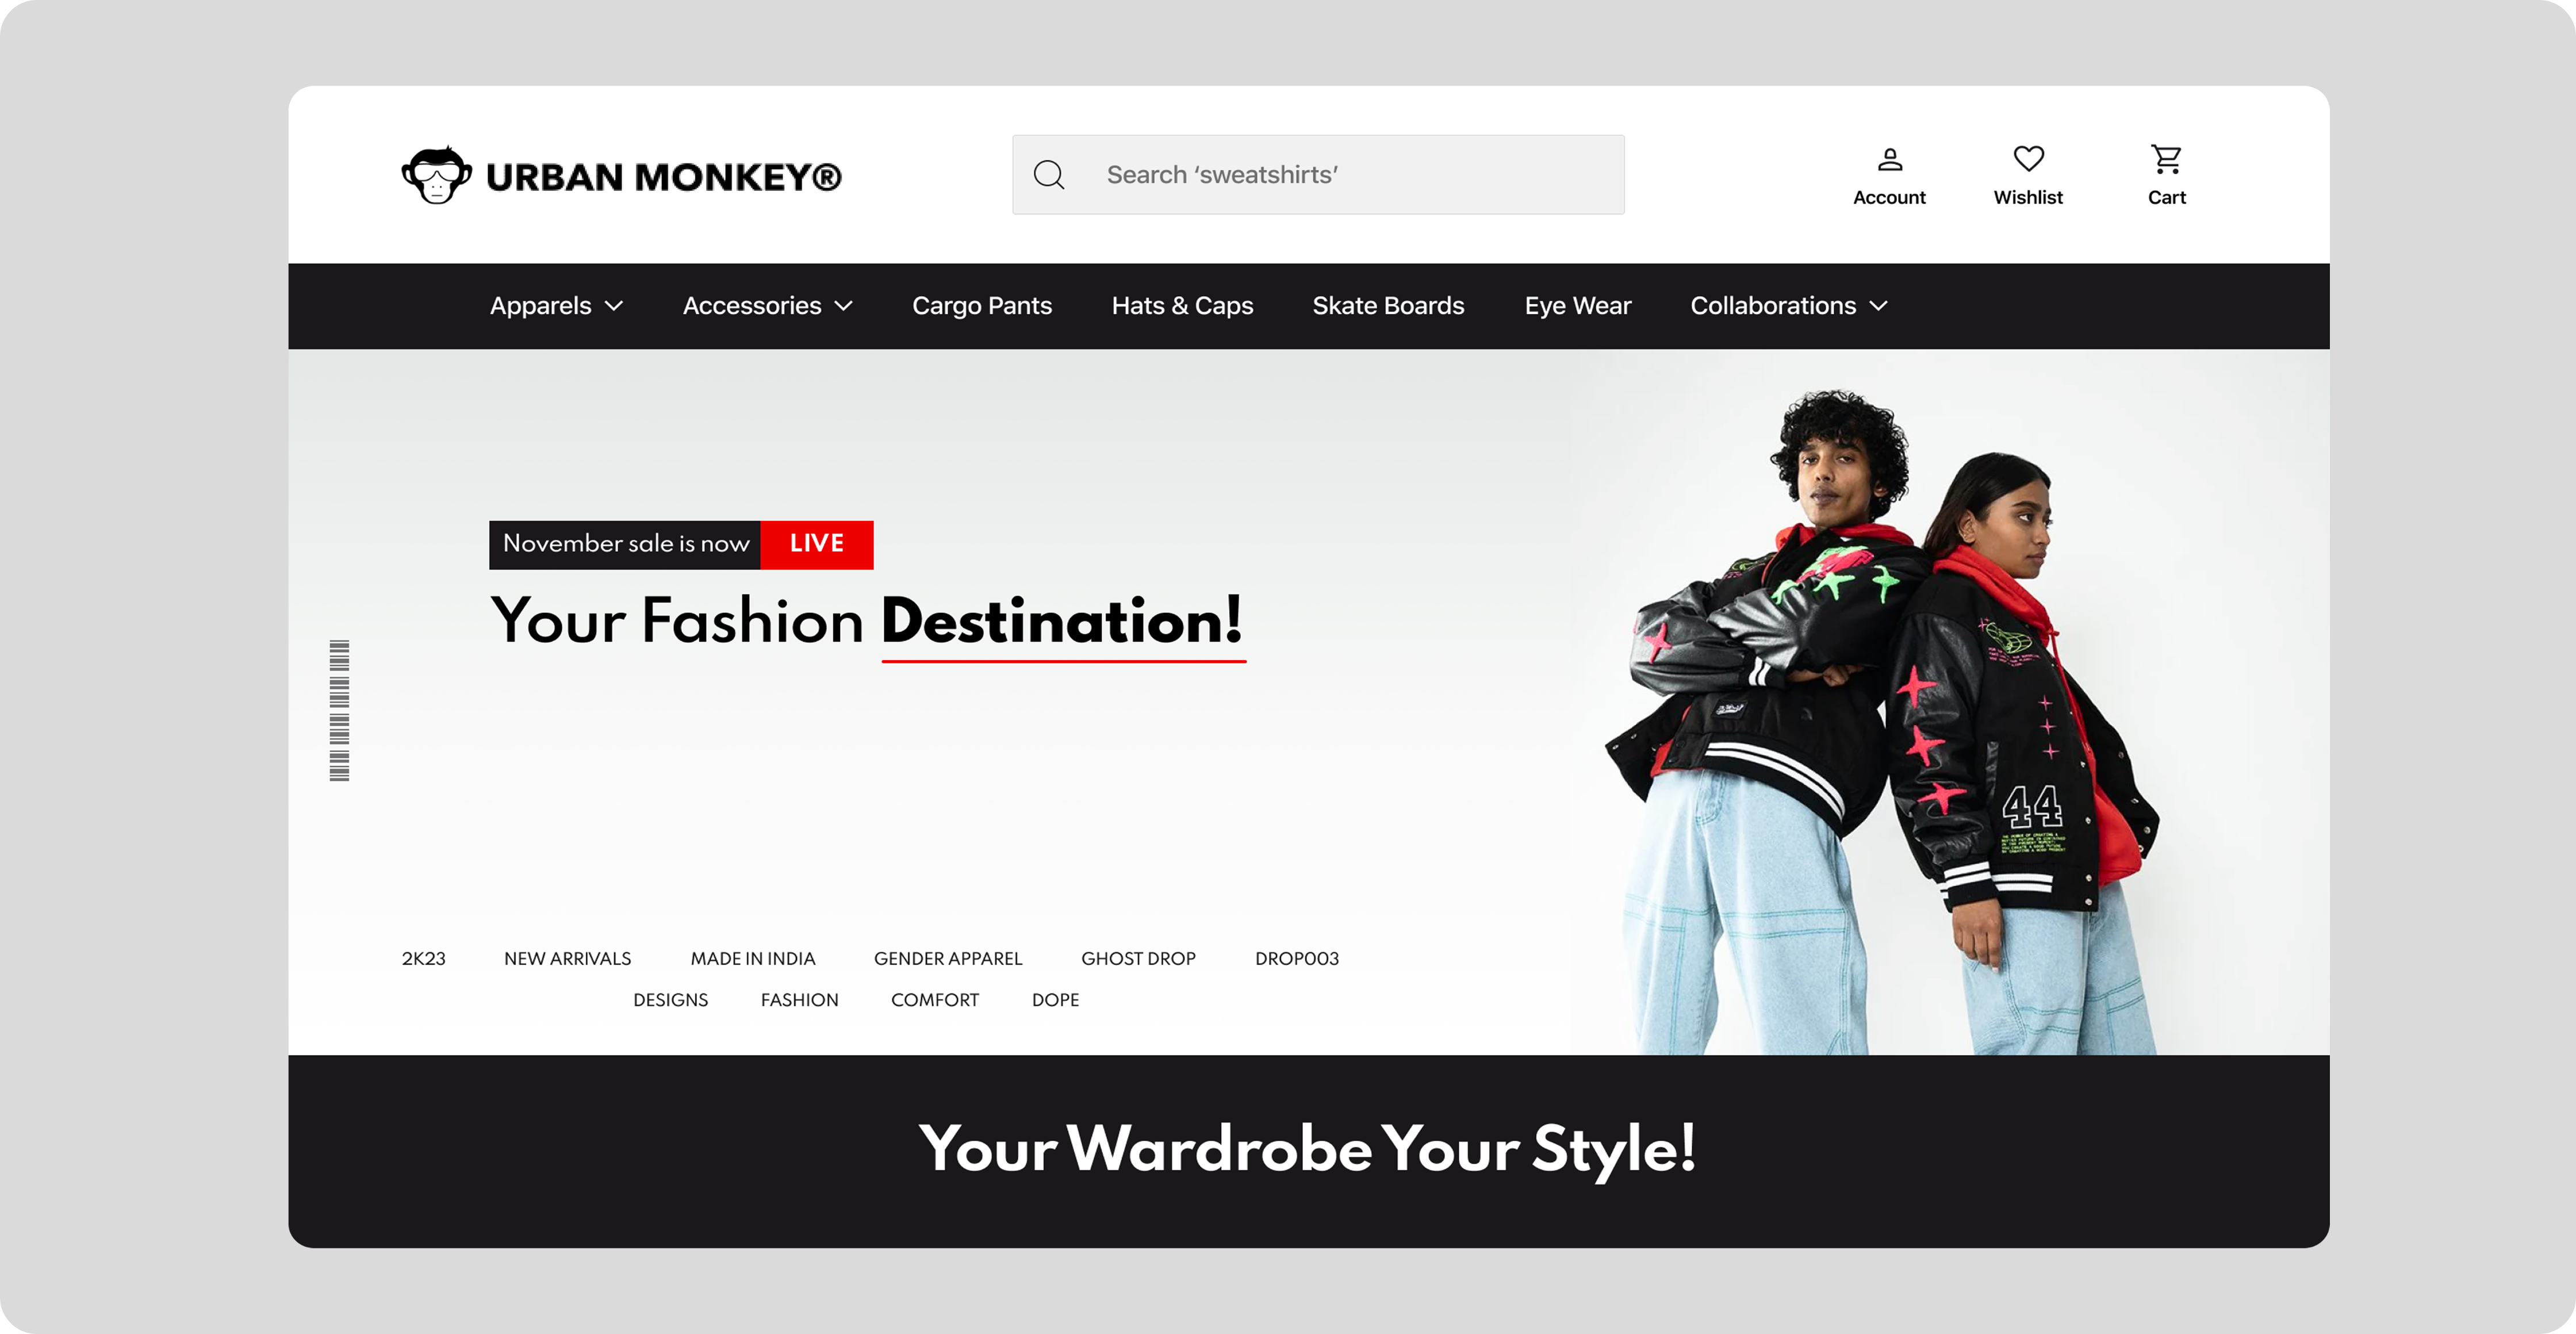 URBAN MONKEY®
Search ‘sweatshirts’
Account
Wishlist
Cart
Apparels
Accessories
Cargo Pants
Hats & Caps
Skate Boards
Eye Wear
Collaborations
November sale is now LIVE
Your Fashion Destination!
44
2K23 NEW ARRIVALS MADE IN INDIA GENDER APPAREL GHOST DROP DROP003
DESIGNS FASHION COMFORT DOPE
Your Wardrobe Your Style!